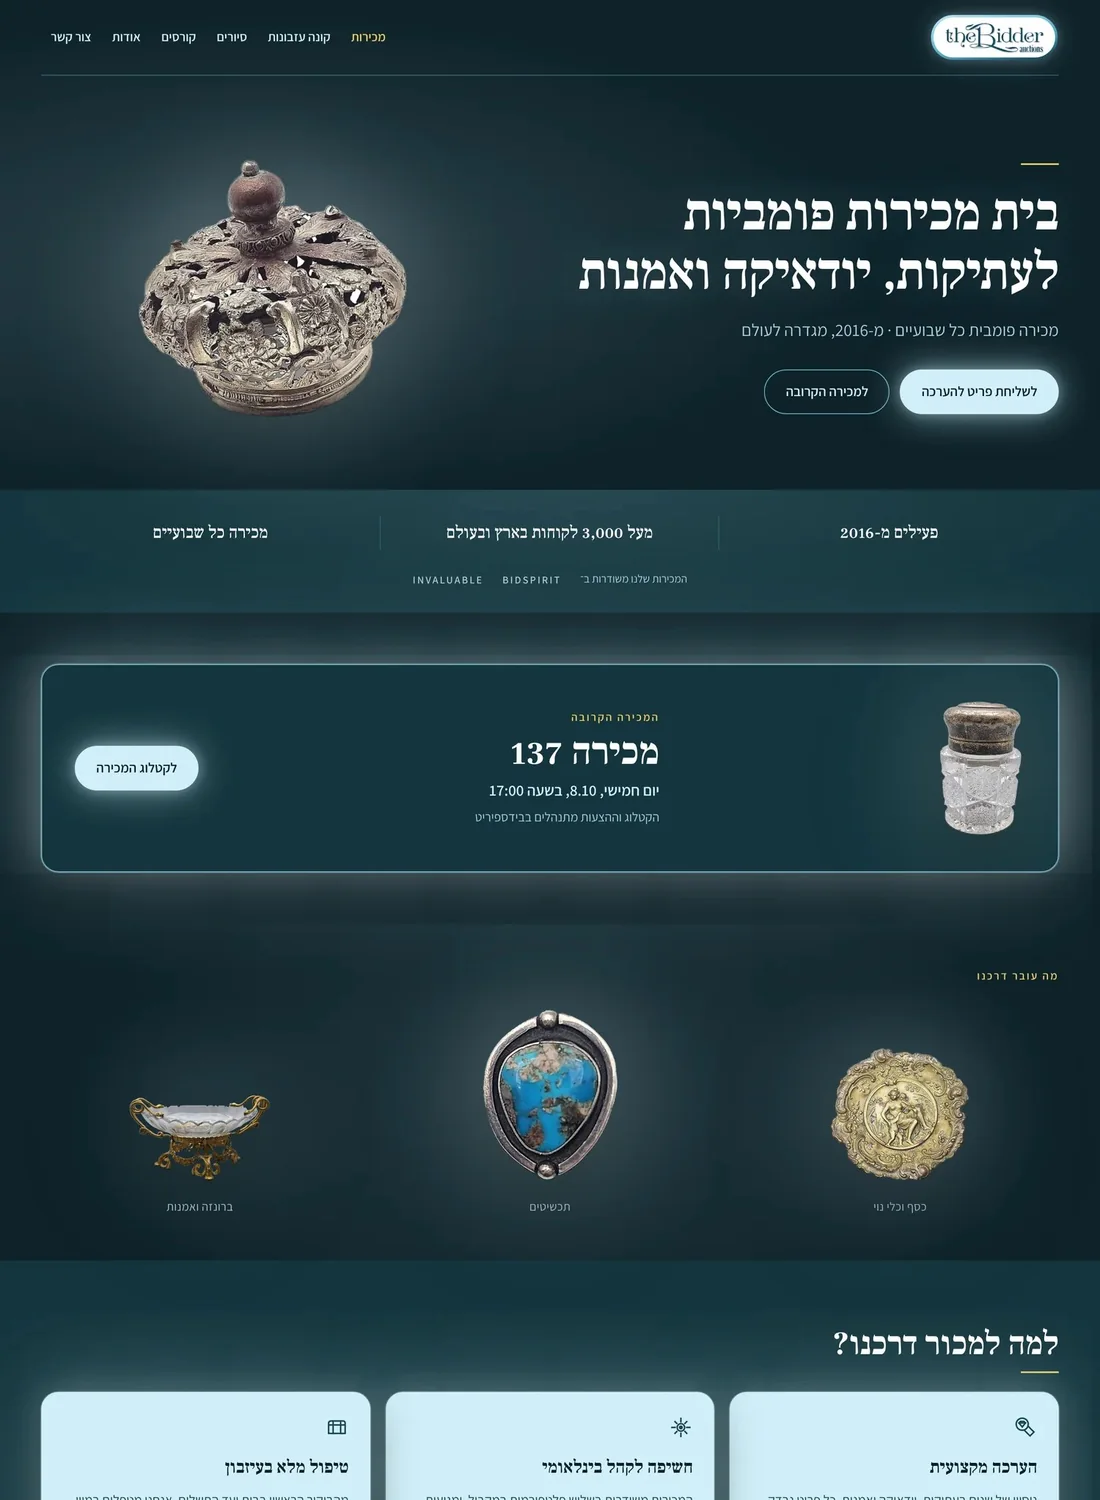 theBidder
auctions
מכירות
קונה עזבונות
סיורים
קורסים
אודות
צור קשר
בית מכירות פומביות
לעתיקות, יודאיקה ואמנות
מכירה פומבית כל שבועיים · מ-2016, מגדרה לעולם
לשליחת פריט להערכה
למכירה הקרובה
פעילים מ-2016
מעל 3,000 לקוחות בארץ ובעולם
מכירה כל שבועיים
המכירות שלנו משודרות ב־ BIDSPIRIT INVALUABLE
המכירה הקרובה
מכירה 137
יום חמישי, 8.10, בשעה 17:00
הקטלוג וההצעות מתנהלים בבידספיריט
לקטלוג המכירה
מה עובר דרכנו
כסף וכלי נוי
תכשיטים
ברונזה ואמנות
למה למכור דרכנו?
הערכה מקצועית
חשיפה לקהל בינלאומי
טיפול מלא בעיזבון